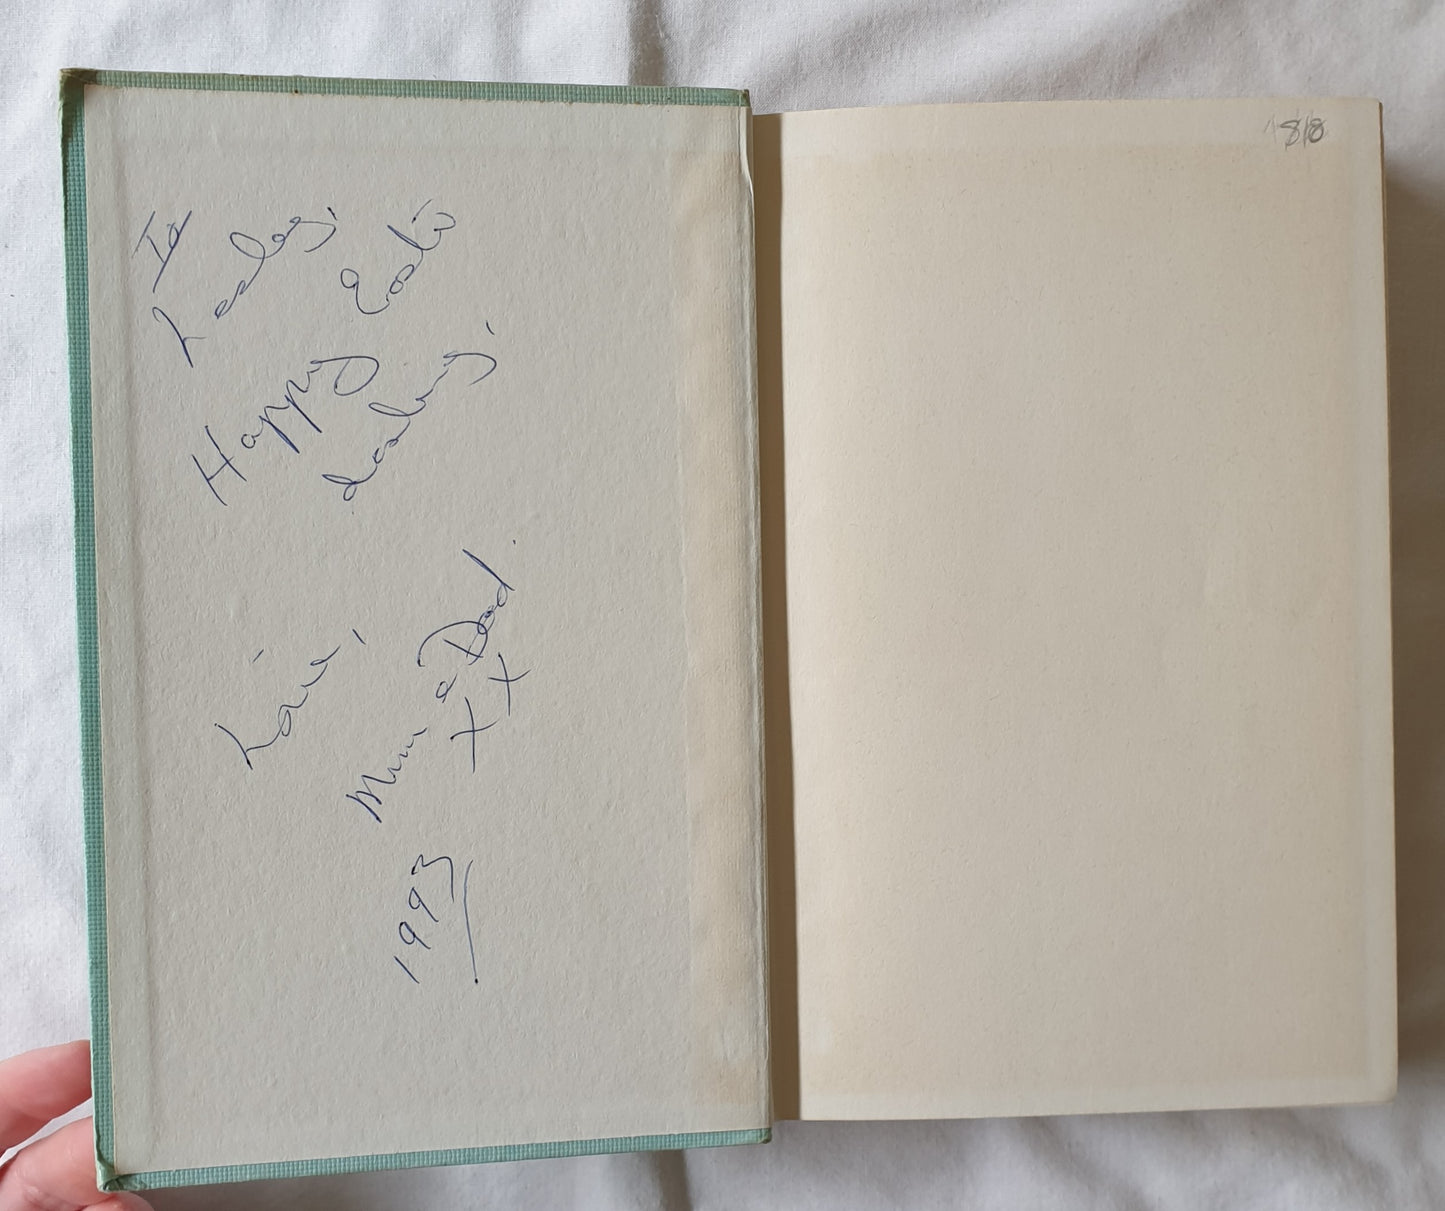 To
Lesley,
Happy Easter
darling,
Love,
Mum & Dad.
XX
1993